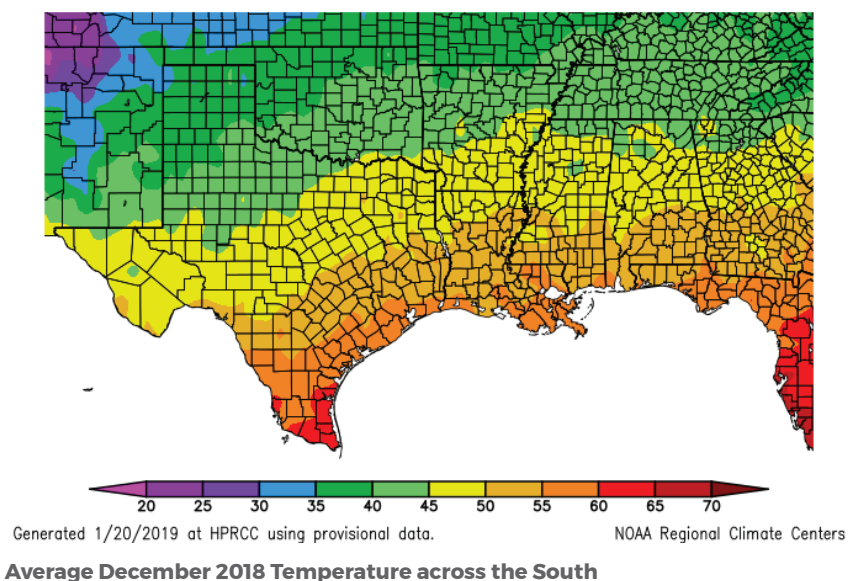 20 25 30 35 40 45 50 55 60 65 70
Generated 1/20/2019 at HPRCC using provisional data. NOAA Regional Climate Centers
Average December 2018 Temperature across the South